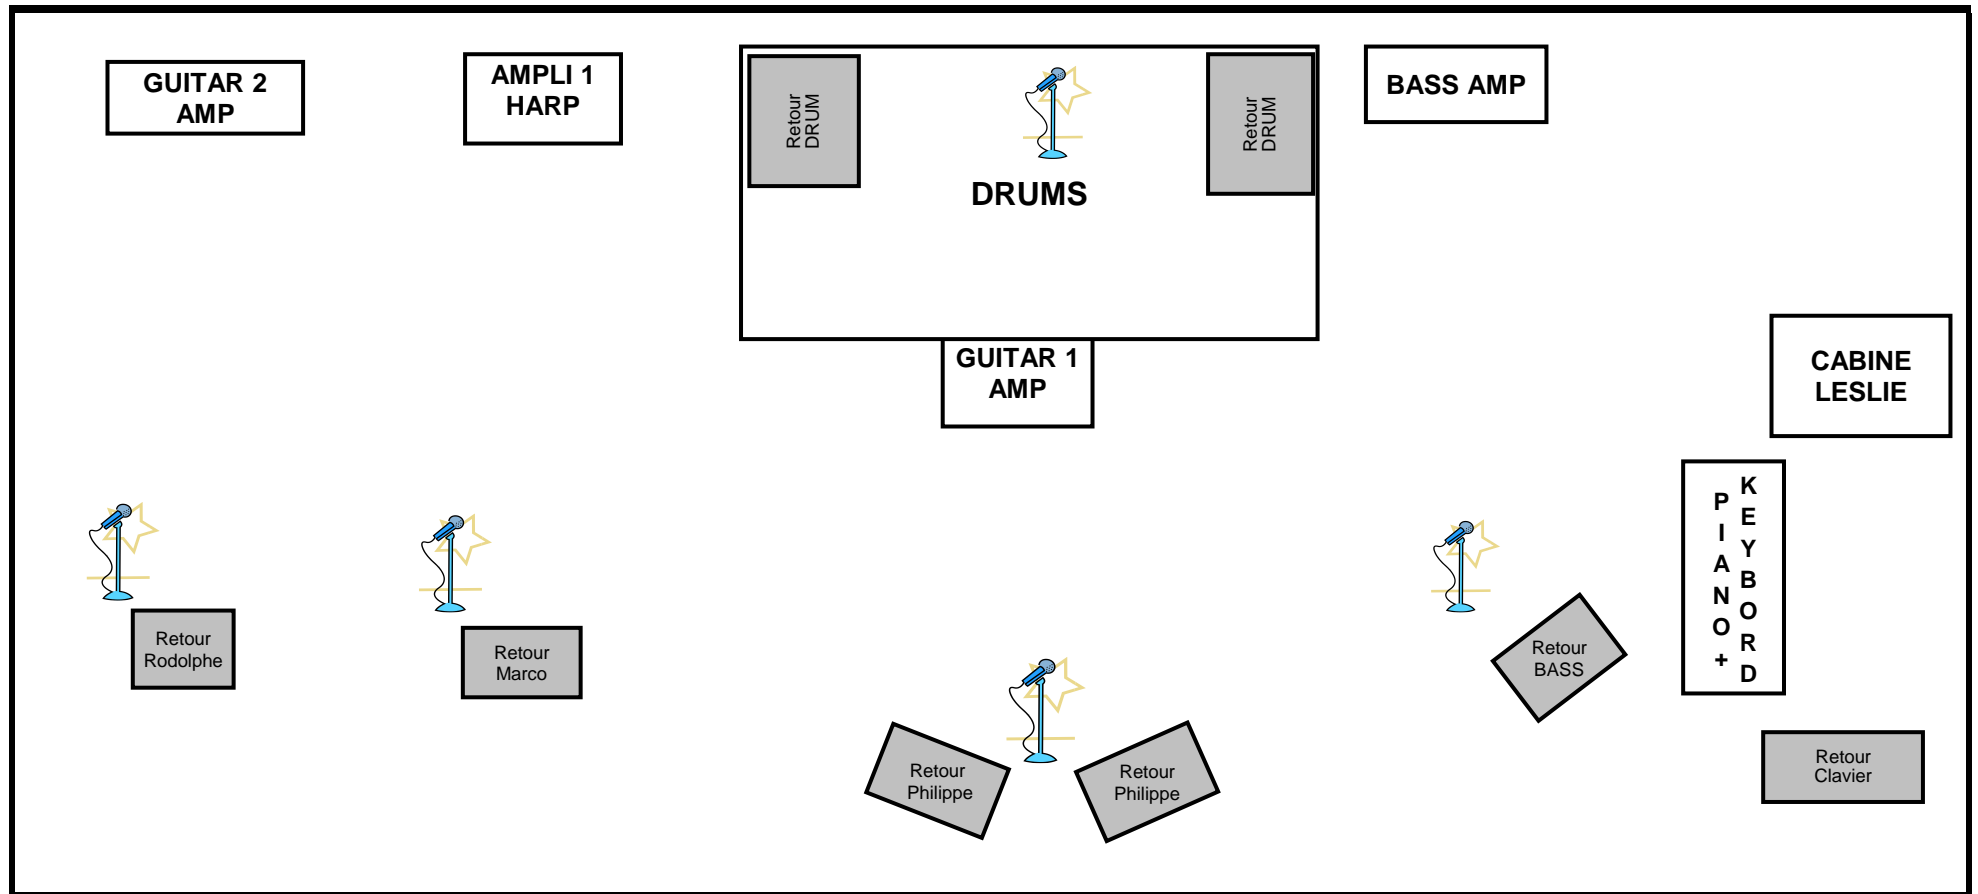 GUITAR 2
AMP
AMPLI 1
HARP
Retour
DRUM
DRUMS
Retour
DRUM
BASS AMP
GUITAR 1
AMP
CABINE
LESLIE
PIANO+
KEYBORD
Retour
Rodolphe
Retour
Marco
Retour
BASS
Retour
Philippe
Retour
Philippe
Retour
Clavier